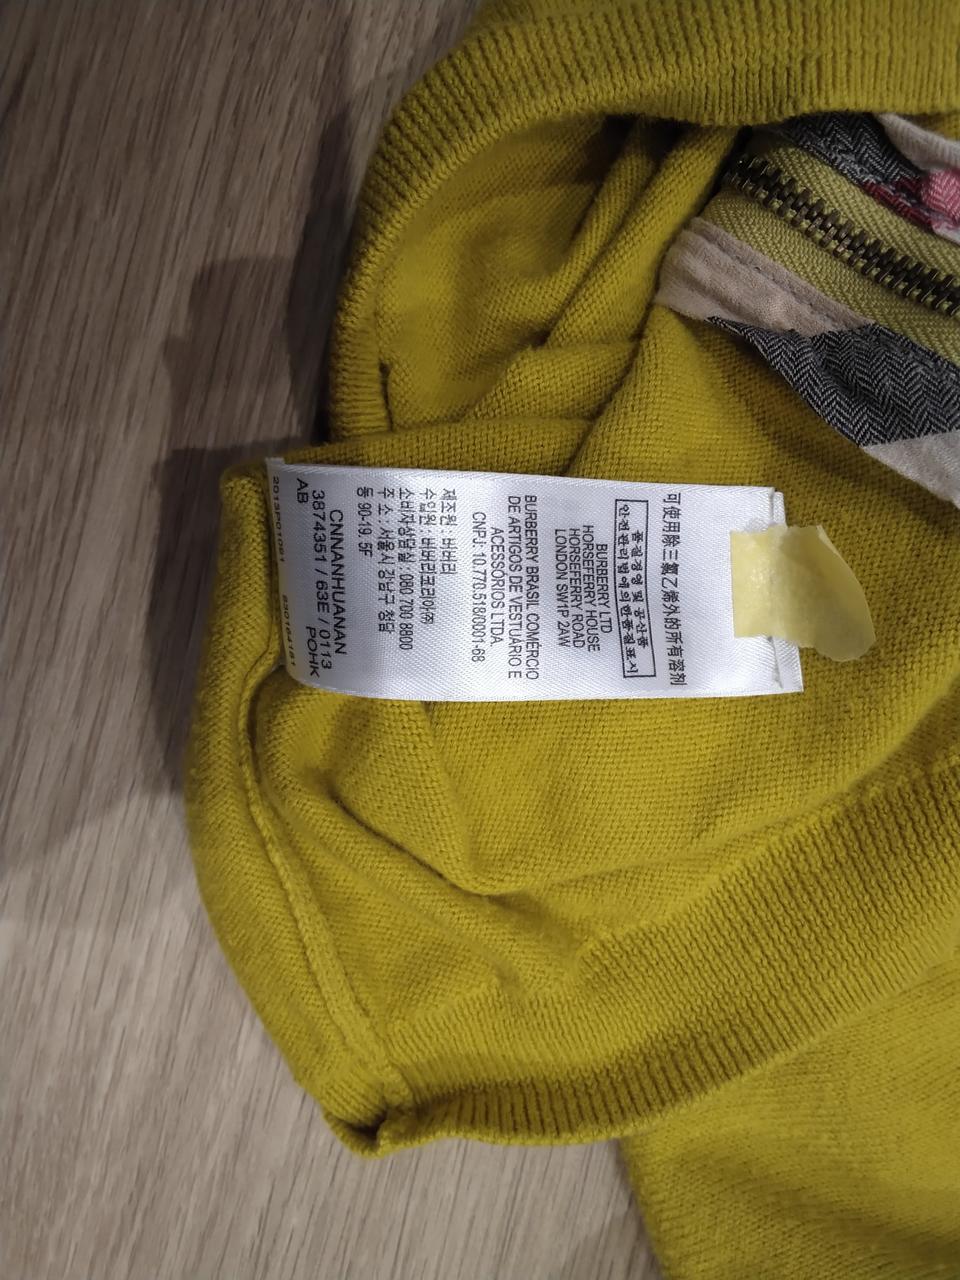 可使用除三氯乙烯外的所有溶剂
품질경영 및 공산품
안전관리법에의한품질표시
BURBERRY LTD
HORSEFERRY HOUSE
HORSEFERRY ROAD
LONDON SW1P 2AW
BURBERRY BRASIL COMÉRCIO
DE ARTIGOS DE VESTUÁRIO E
ACESSÓRIOS LTDA.
CNPJ: 10.770.518/0001-68
제조원 : 버버리
수입원 : 버버리코리아㈜
소비자상담실 : 080 700 8800
주 소 : 서울시 강남구 청담
동 90-19. 5F
CNNANHUANAN
3874351 / 63E / 0113
AB POHK